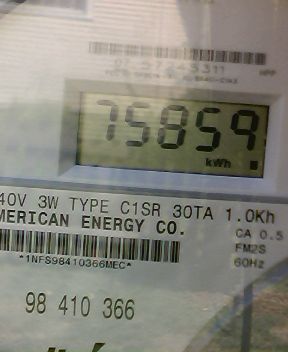 75859
kWh
40V 3W TYPE C1SR 30TA 1.0Kh
MERICAN ENERGY CO.
CA 0.5
FM2S
60Hz
*1NFS98410366MEC*
98 410 366